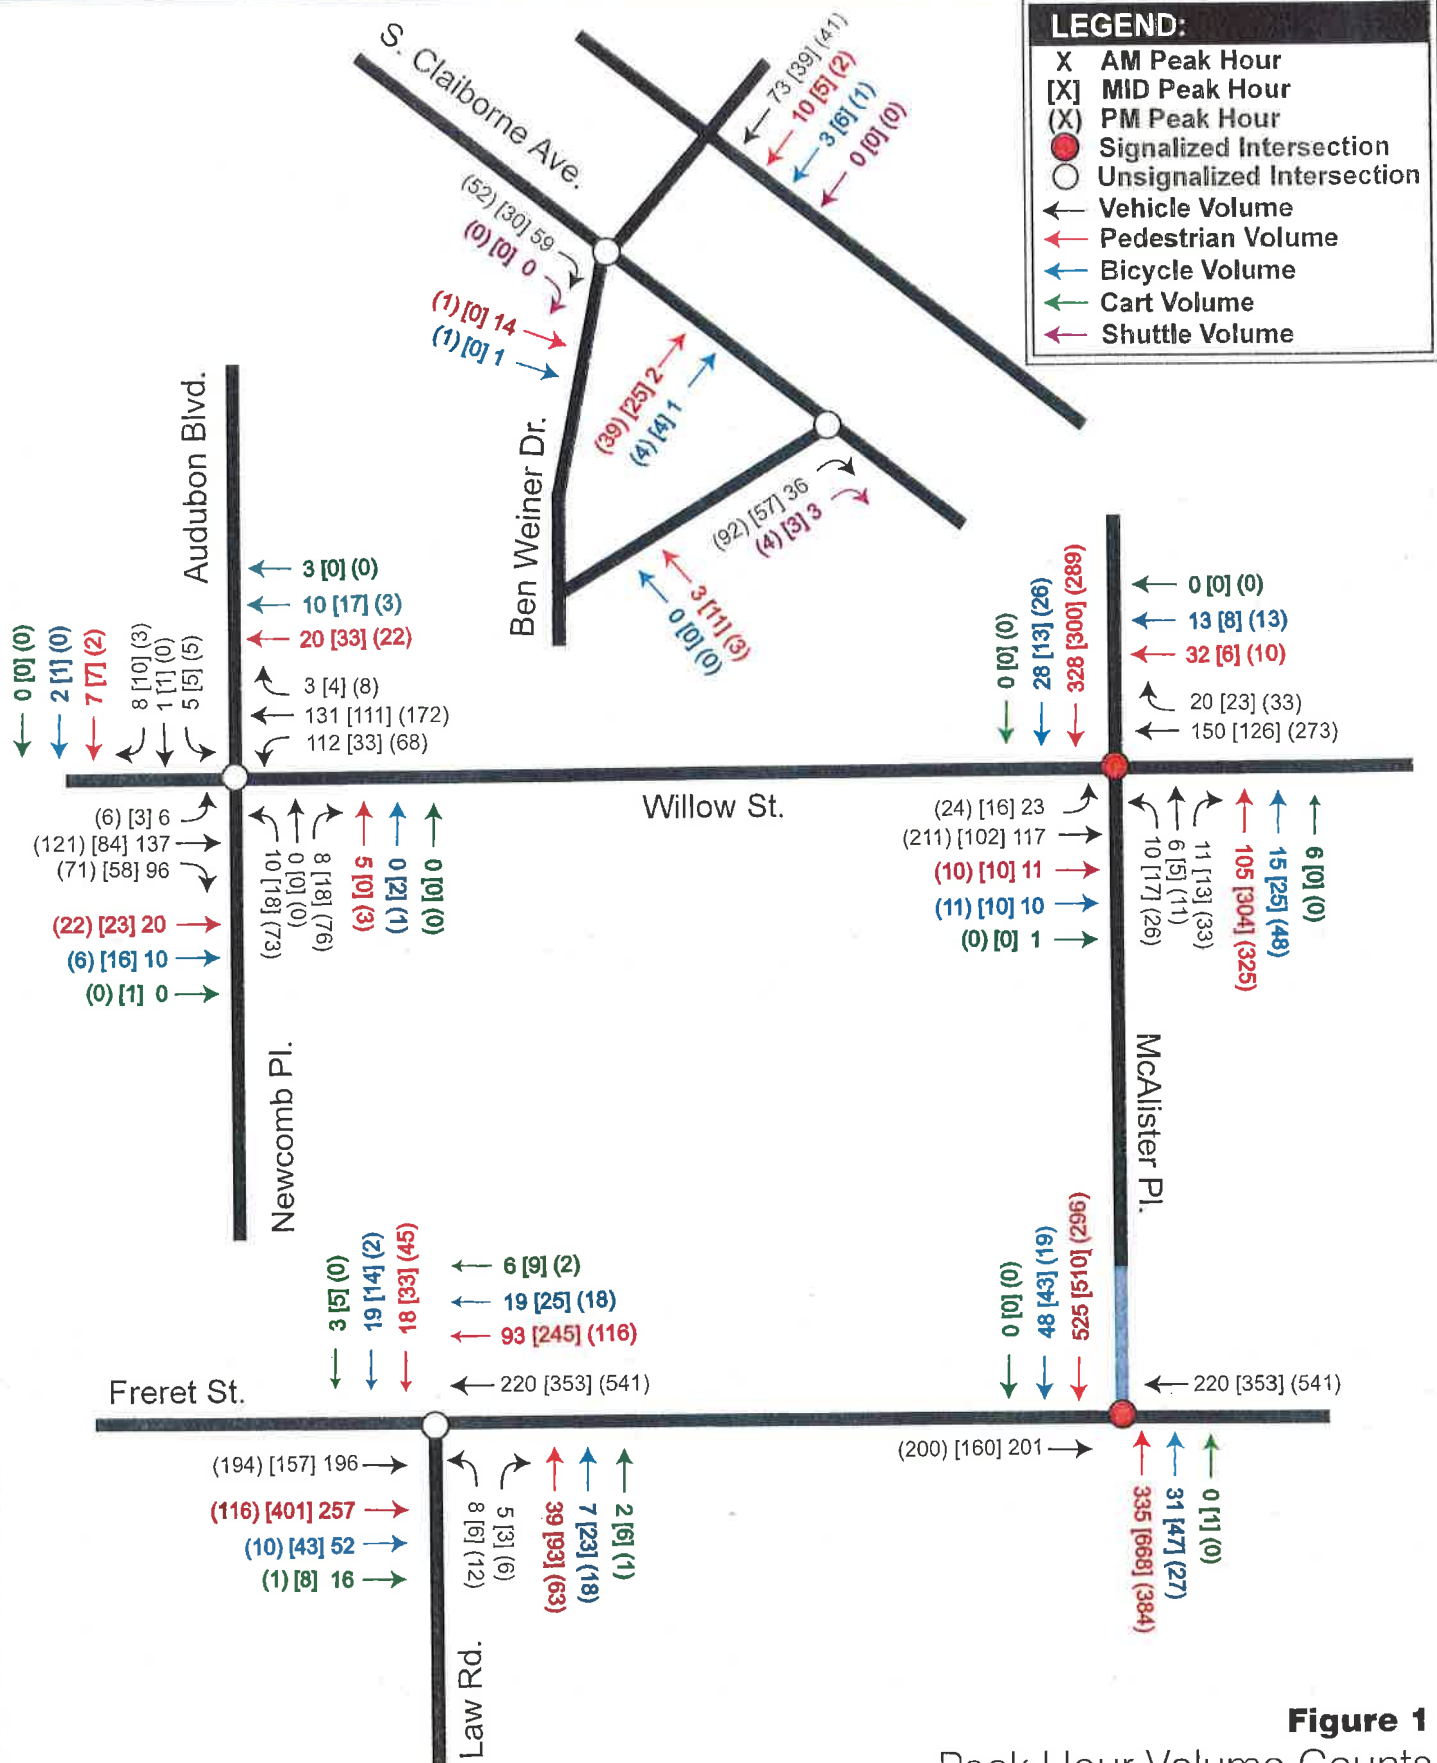 LEGEND:
X AM Peak Hour
[X] MID Peak Hour
(X) PM Peak Hour
Signalized Intersection
Unsignalized Intersection
Vehicle Volume
Pedestrian Volume
Bicycle Volume
Cart Volume
Shuttle Volume
S. Claiborne Ave.
73 [39] (41)
10 [5] (2)
3 [6] (1)
0 [0] (0)
(52) [30] 59
(0) [0] 0
(1) [0] 14
(1) [0] 1
(39) [25] 2
(4) [4] 1
Ben Weiner Dr.
(92) [57] 36
(4) [3] 3
3 [11] (3)
0 [0] (0)
Audubon Blvd.
3 [0] (0)
10 [17] (3)
20 [33] (22)
3 [4] (8)
131 [111] (172)
112 [33] (68)
0 [0] (0)
2 [1] (0)
7 [7] (2)
8 [10] (3)
1 [1] (0)
5 [5] (5)
(6) [3] 6
(121) [84] 137
(71) [58] 96
(22) [23] 20
(6) [16] 10
(0) [1] 0
10 [18] (73)
0 [0] (0)
8 [18] (76)
5 [0] (3)
0 [2] (1)
0 [0] (0)
Willow St.
Newcomb Pl.
0 [0] (0)
28 [13] (26)
328 [300] (289)
0 [0] (0)
13 [8] (13)
32 [6] (10)
20 [23] (33)
150 [126] (273)
(24) [16] 23
(211) [102] 117
(10) [10] 11
(11) [10] 10
(0) [0] 1
10 [17] (26)
6 [5] (11)
11 [13] (33)
105 [304] (325)
15 [25] (48)
6 [0] (0)
McAlister Pl.
3 [5] (0)
19 [14] (2)
18 [33] (45)
6 [9] (2)
19 [25] (18)
93 [245] (116)
220 [353] (541)
Freret St.
(194) [157] 196
(116) [401] 257
(10) [43] 52
(1) [8] 16
8 [6] (12)
5 [3] (6)
39 [93] (63)
7 [23] (18)
2 [6] (1)
Law Rd.
0 [0] (0)
48 [43] (19)
525 [510] (296)
220 [353] (541)
(200) [160] 201
335 [668] (384)
31 [47] (27)
0 [1] (0)
Figure 1
Peak Hour Volume Counts